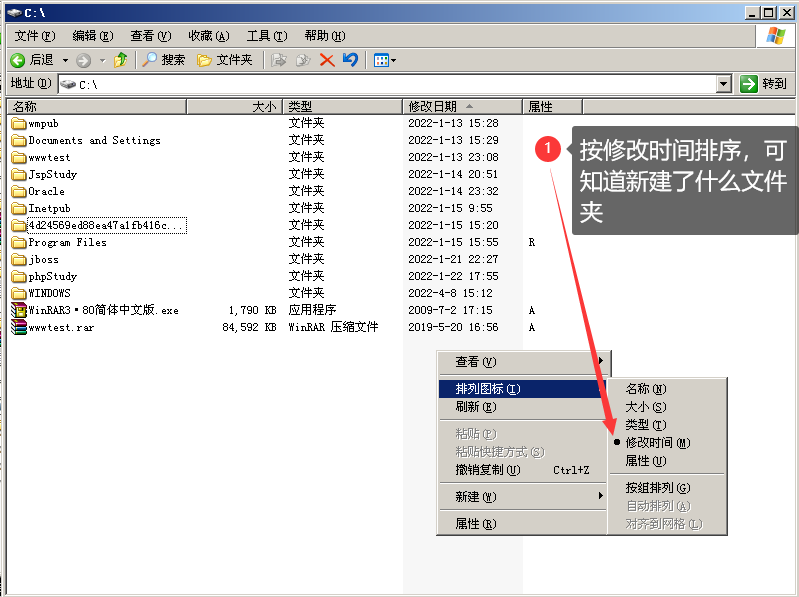 C:\
文件(F) 编辑(E) 查看(V) 收藏(A) 工具(T) 帮助(H)
后退 搜索 文件夹
地址(D) C:\ 转到
名称 大小 类型 修改日期 属性
wmpub 文件夹 2022-1-13 15:28
Documents and Settings 文件夹 2022-1-13 15:29
wwwtest 文件夹 2022-1-13 23:08
JspStudy 文件夹 2022-1-14 20:51
Oracle 文件夹 2022-1-14 23:32
Inetpub 文件夹 2022-1-15 9:55
4d24569ed88ea47a1fb416c... 文件夹 2022-1-15 15:20
Program Files 文件夹 2022-1-15 15:55 R
jboss 文件夹 2022-1-21 22:27
phpStudy 文件夹 2022-1-22 17:55
WINDOWS 文件夹 2022-4-8 15:12
WinRAR3·80简体中文版.exe 1,790 KB 应用程序 2009-7-2 17:15 A
wwwtest.rar 84,592 KB WinRAR 压缩文件 2019-5-20 16:56 A
1
按修改时间排序，可
知道新建了什么文件
夹
查看(V)
排列图标(I)
刷新(E)
粘贴(P)
粘贴快捷方式(S)
撤销复制(U) Ctrl+Z
新建(W)
属性(R)
名称(N)
大小(S)
类型(T)
修改时间(M)
属性(U)
按组排列(G)
自动排列(A)
对齐到网格(L)